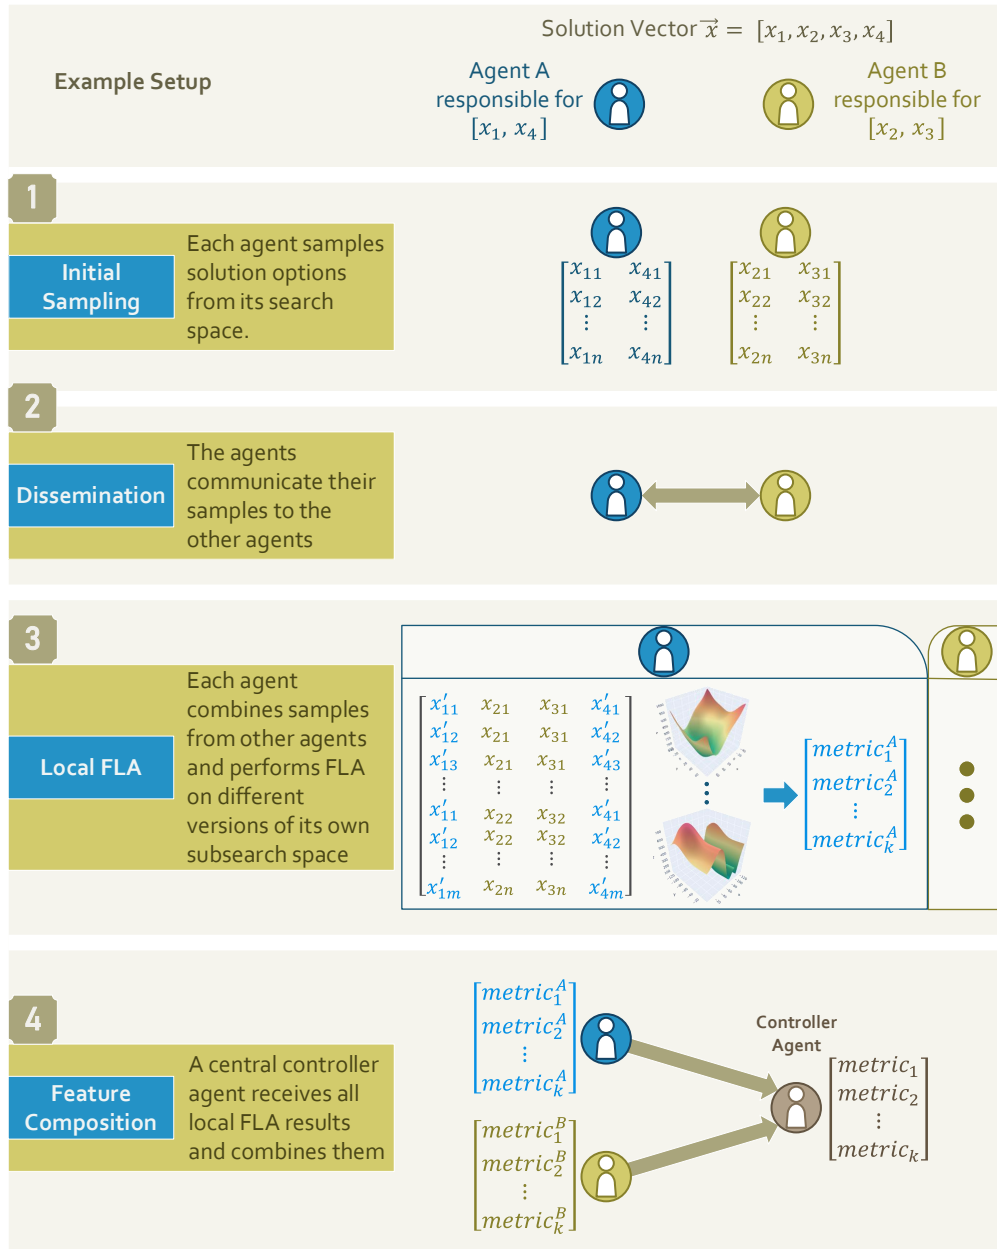 Solution Vector x⃗ = [x₁, x₂, x₃, x₄]
Example Setup
Agent A
responsible for
[x₁, x₄]
Agent B
responsible for
[x₂, x₃]
1
Initial
Sampling
Each agent samples
solution options
from its search
space.
x₁₁ x₄₁
x₁₂ x₄₂
⋮ ⋮
x₁ₙ x₄ₙ
x₂₁ x₃₁
x₂₂ x₃₂
⋮ ⋮
x₂ₙ x₃ₙ
2
Dissemination
The agents
communicate their
samples to the
other agents
3
Local FLA
Each agent
combines samples
from other agents
and performs FLA
on different
versions of its own
subsearch space
x′₁₁ x₂₁ x₃₁ x′₄₁
x′₁₂ x₂₁ x₃₁ x′₄₂
x′₁₃ x₂₁ x₃₁ x′₄₃
⋮ ⋮ ⋮ ⋮
x′₁₁ x₂₂ x₃₂ x′₄₁
x′₁₂ x₂₂ x₃₂ x′₄₂
⋮ ⋮ ⋮ ⋮
x′₁ₘ x₂ₙ x₃ₙ x′₄ₘ
metric₁ᴬ
metric₂ᴬ
⋮
metricₖᴬ
4
Feature
Composition
A central controller
agent receives all
local FLA results
and combines them
metric₁ᴬ
metric₂ᴬ
⋮
metricₖᴬ
metric₁ᴮ
metric₂ᴮ
⋮
metricₖᴮ
Controller
Agent
metric₁
metric₂
⋮
metricₖ